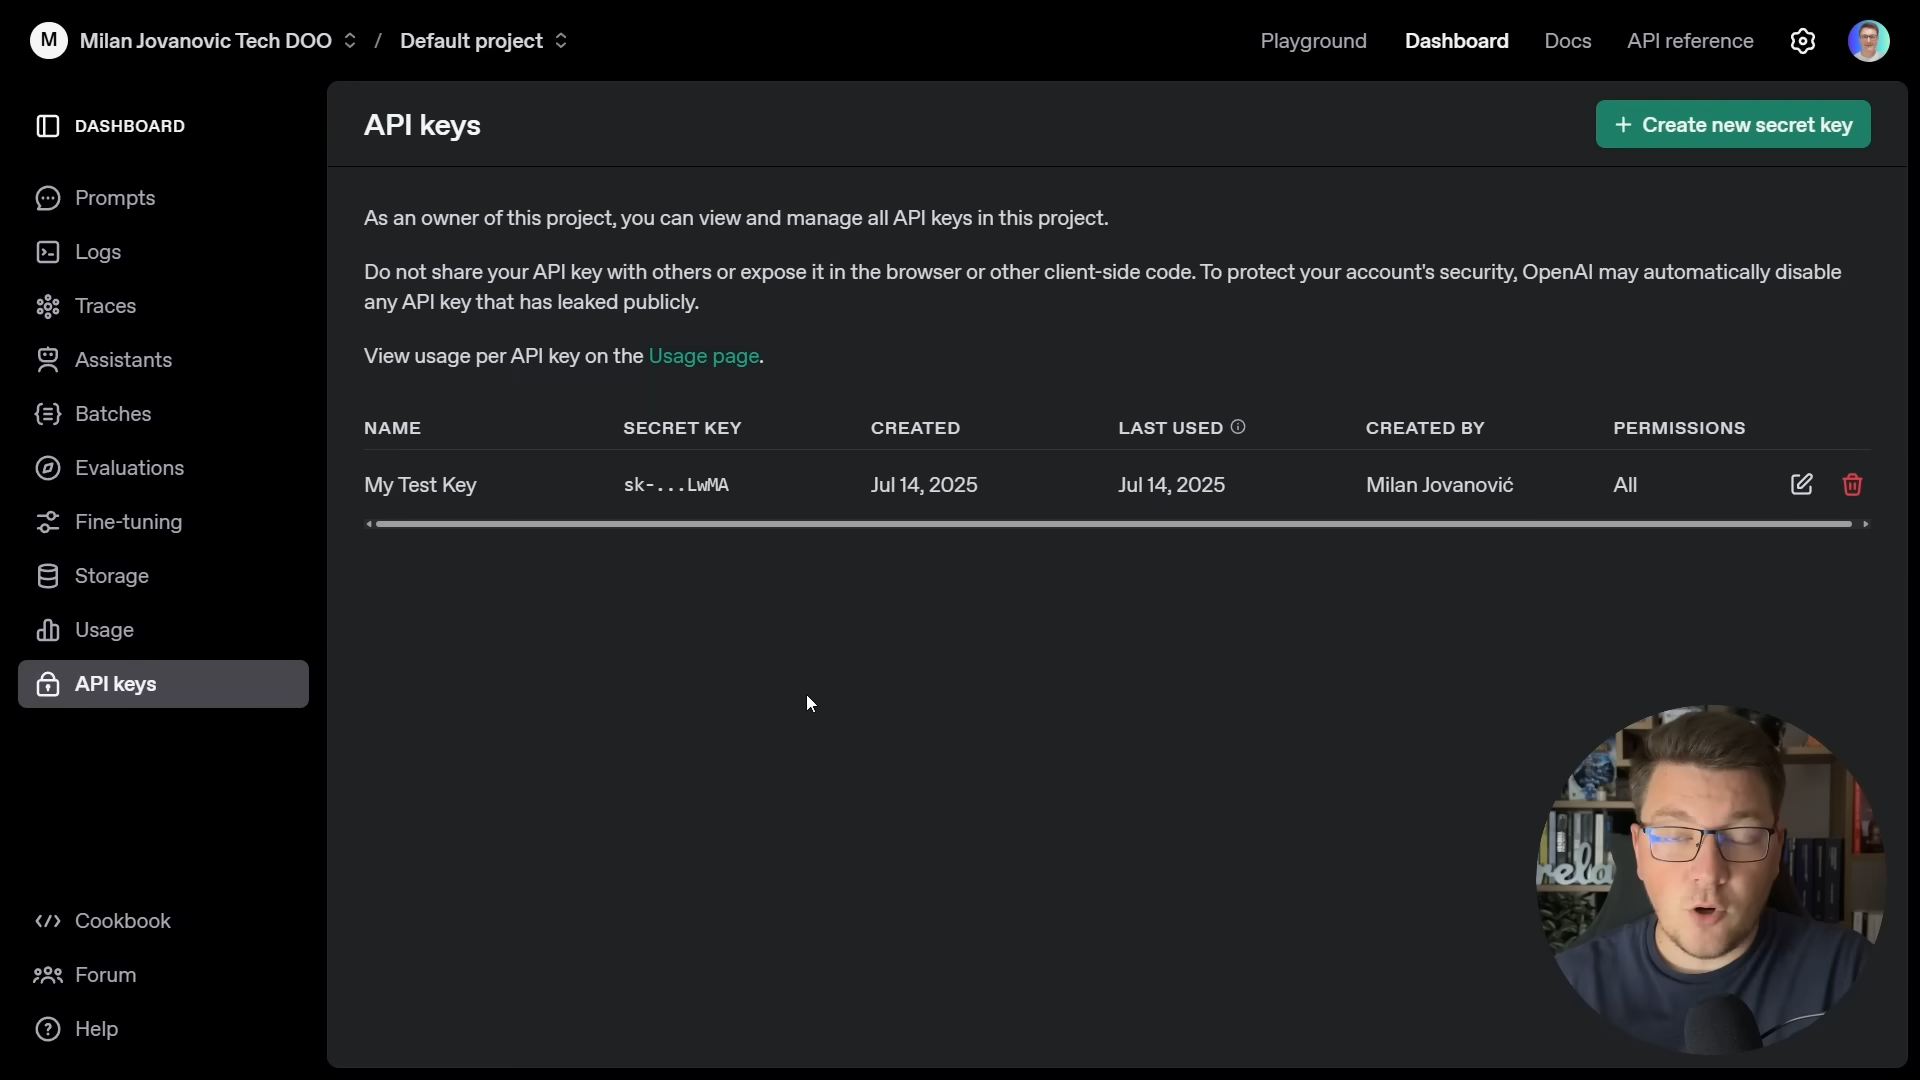 M Milan Jovanovic Tech DOO / Default project
Playground Dashboard Docs API reference
DASHBOARD
Prompts
Logs
Traces
Assistants
Batches
Evaluations
Fine-tuning
Storage
Usage
API keys
Cookbook
Forum
Help
API keys
+ Create new secret key
As an owner of this project, you can view and manage all API keys in this project.
Do not share your API key with others or expose it in the browser or other client-side code. To protect your account's security, OpenAI may automatically disable
any API key that has leaked publicly.
View usage per API key on the Usage page.
NAME SECRET KEY CREATED LAST USED CREATED BY PERMISSIONS
My Test Key sk-...LwMA Jul 14, 2025 Jul 14, 2025 Milan Jovanović All